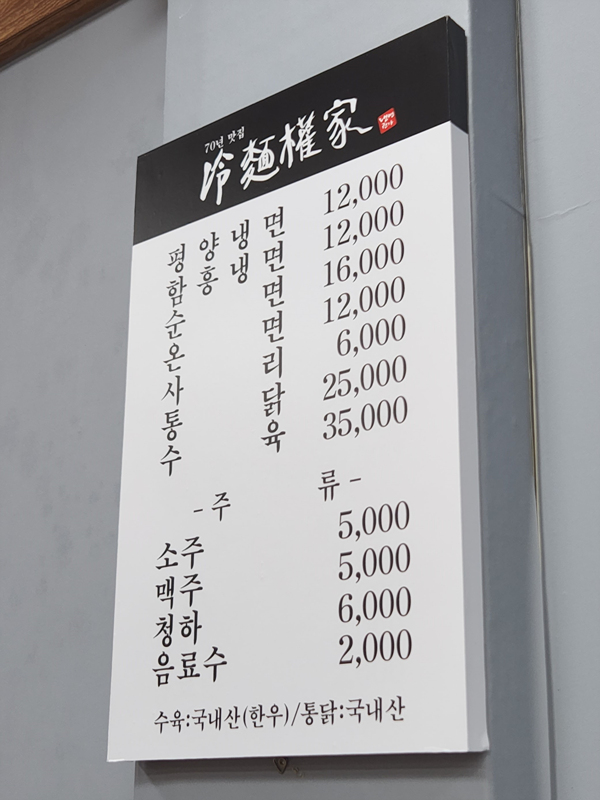 70년 맛집
冷麵權家
평양냉면 12,000
함흥냉면 12,000
순면 16,000
온면 12,000
사리 6,000
통닭 25,000
수육 35,000
- 주류 -
소주 5,000
맥주 5,000
청하 6,000
음료수 2,000
수육:국내산(한우)/통닭:국내산